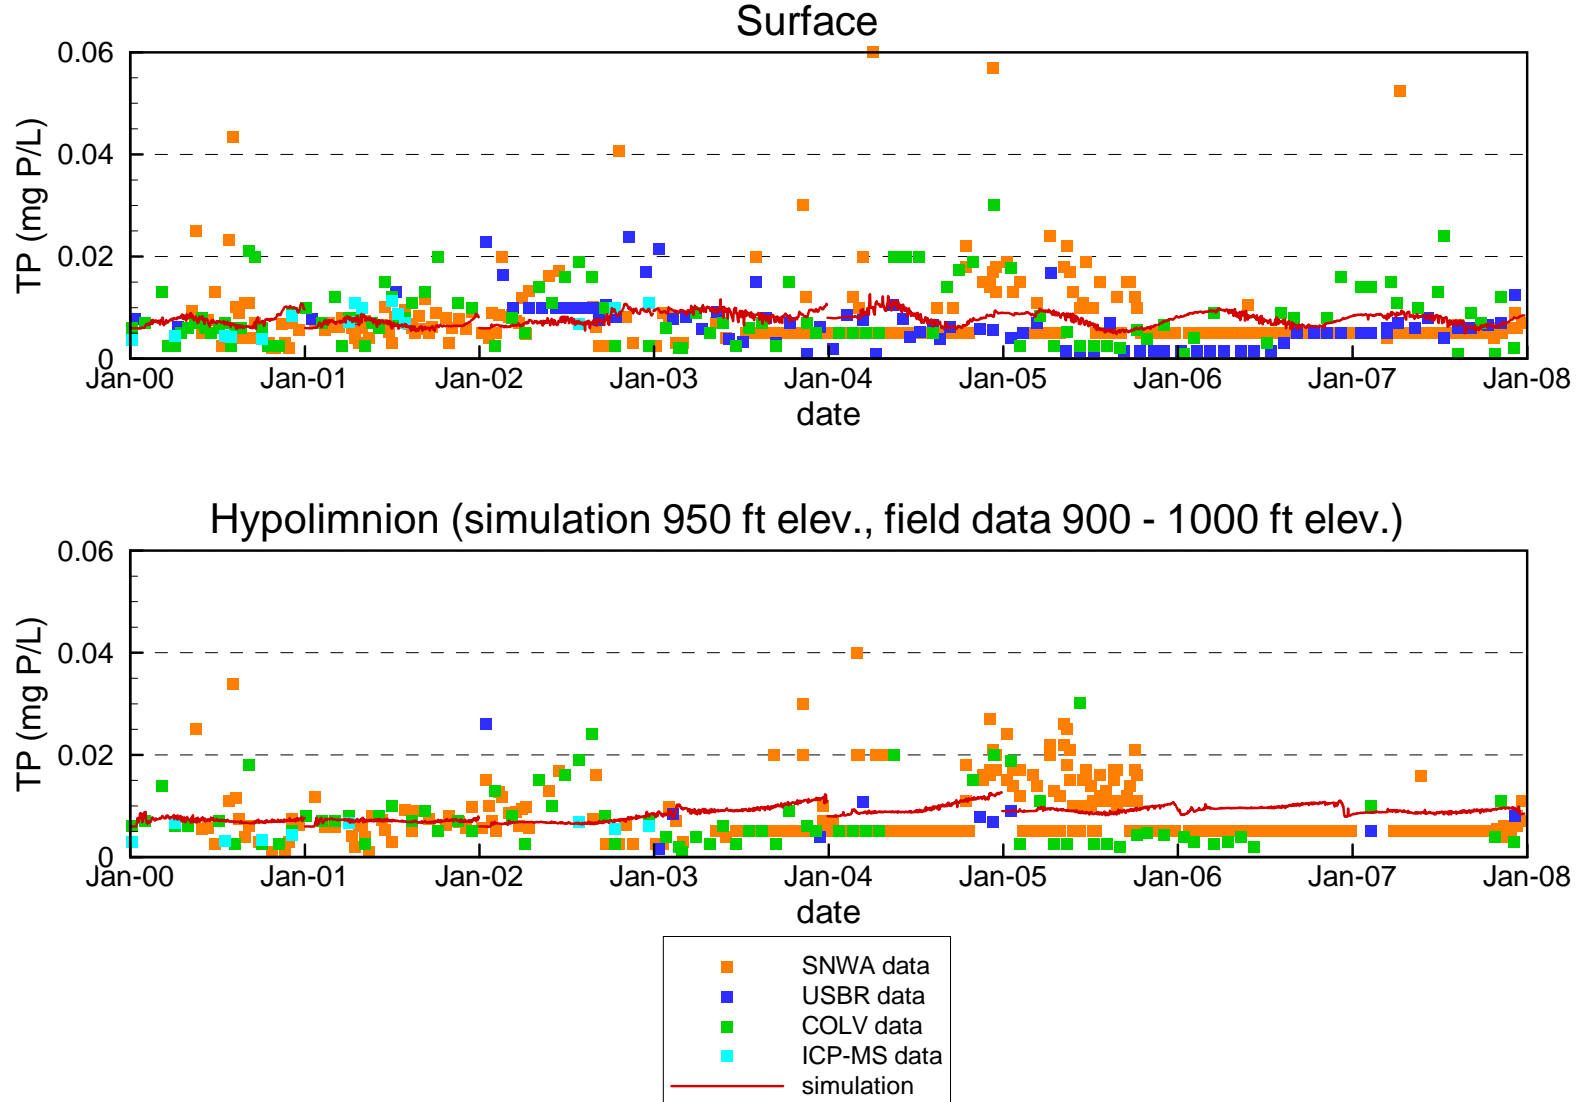 Surface
0.06
0.04
0.02
0
TP (mg P/L)
Jan-00 Jan-01 Jan-02 Jan-03 Jan-04 Jan-05 Jan-06 Jan-07 Jan-08
date
Hypolimnion (simulation 950 ft elev., field data 900 - 1000 ft elev.)
0.06
0.04
0.02
0
TP (mg P/L)
Jan-00 Jan-01 Jan-02 Jan-03 Jan-04 Jan-05 Jan-06 Jan-07 Jan-08
date
SNWA data
USBR data
COLV data
ICP-MS data
simulation